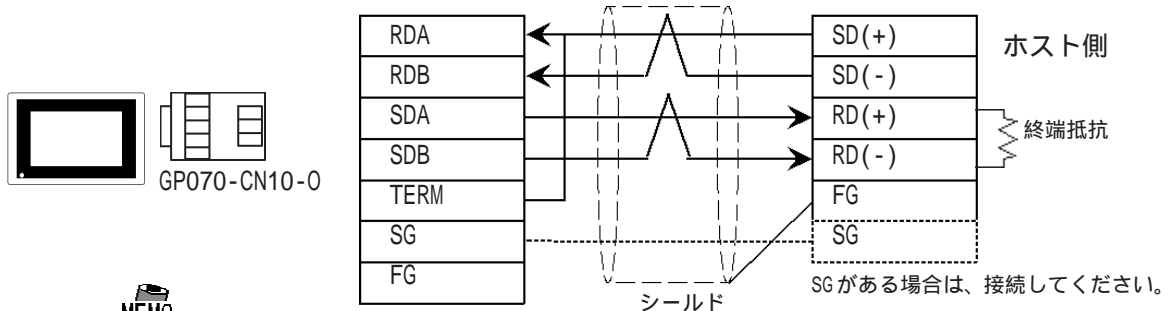 RDA
RDB
SDA
SDB
TERM
SG
FG
SD(+)
SD(-)
RD(+)
RD(-)
FG
SG
ホスト側
終端抵抗
GP070-CN10-0
シールド
SGがある場合は、接続してください。
MEMO